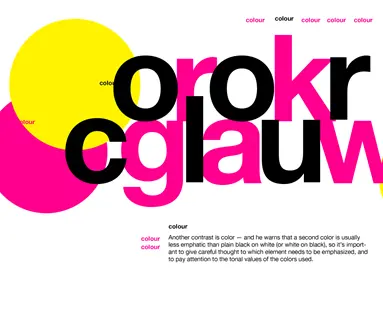 colour colour colour colour colour
orokr
colou
colour
cglauw
colour
colour
colour
Another contrast is color — and he warns that a second color is usually
less emphatic than plain black on white (or white on black), so it's import-
ant to give careful thought to which element needs to be emphasized, and
to pay attention to the tonal values of the colors used.